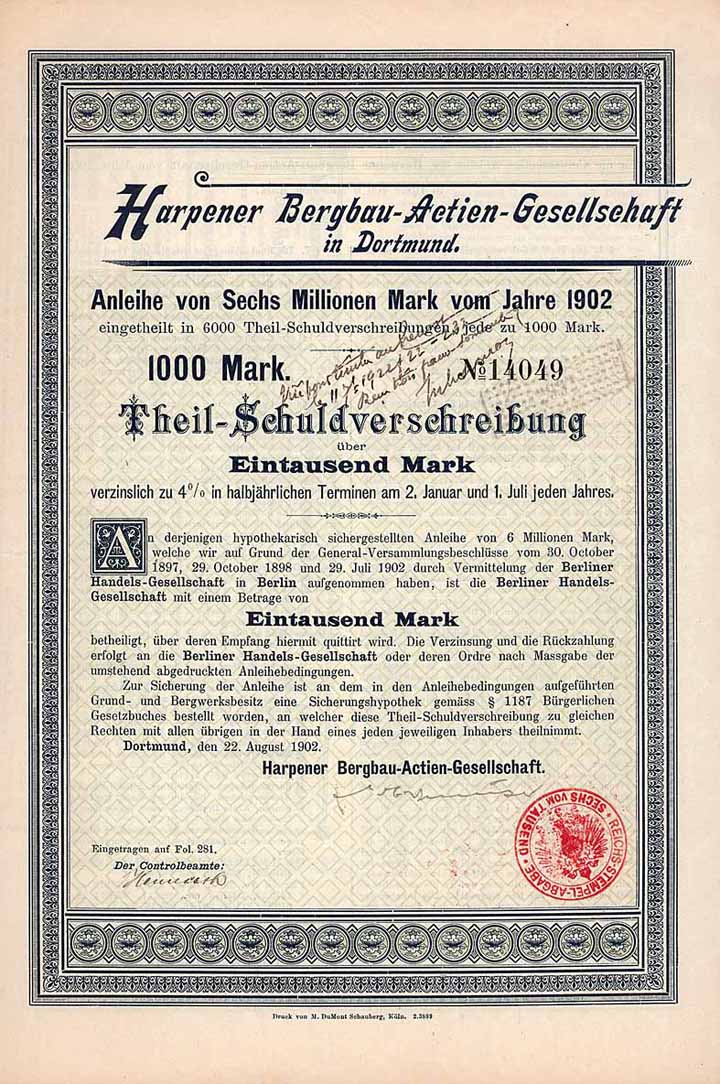 Harpener Bergbau-Actien-Gesellschaft
in Dortmund.
Anleihe von Sechs Millionen Mark vom Jahre 1902
eingetheilt in 6000 Theil-Schuldverschreibungen, jede zu 1000 Mark.
1000 Mark. No 14049
Theil-Schuldverschreibung
über
Eintausend Mark
verzinslich zu 4% in halbjährlichen Terminen am 2. Januar und 1. Juli jeden Jahres.
An derjenigen hypothekarisch sichergestellten Anleihe von 6 Millionen Mark,
welche wir auf Grund der General-Versammlungsbeschlüsse vom 30. October
1897, 29. October 1898 und 29. Juli 1902 durch Vermittelung der Berliner
Handels-Gesellschaft in Berlin aufgenommen haben, ist die Berliner Handels-
Gesellschaft mit einem Betrage von
Eintausend Mark
betheiligt, über deren Empfang hiermit quittirt wird. Die Verzinsung und die Rückzahlung
erfolgt an die Berliner Handels-Gesellschaft oder deren Ordre nach Massgabe der
umstehend abgedruckten Anleihebedingungen.
Zur Sicherung der Anleihe ist an dem in den Anleihebedingungen aufgeführten
Grund- und Bergwerksbesitz eine Sicherungshypothek gemäss § 1187 Bürgerlichen
Gesetzbuches bestellt worden, an welcher diese Theil-Schuldverschreibung zu gleichen
Rechten mit allen übrigen in der Hand eines jeden jeweiligen Inhabers theilnimmt.
Dortmund, den 22. August 1902.
Harpener Bergbau-Actien-Gesellschaft.
REICHS-STEMPEL-ABGABE
SECHS VOM TAUSEND
Eingetragen auf Fol. 281.
Der Controlbeamte:
Druck von M. DuMont Schauberg, Köln. 2.3889